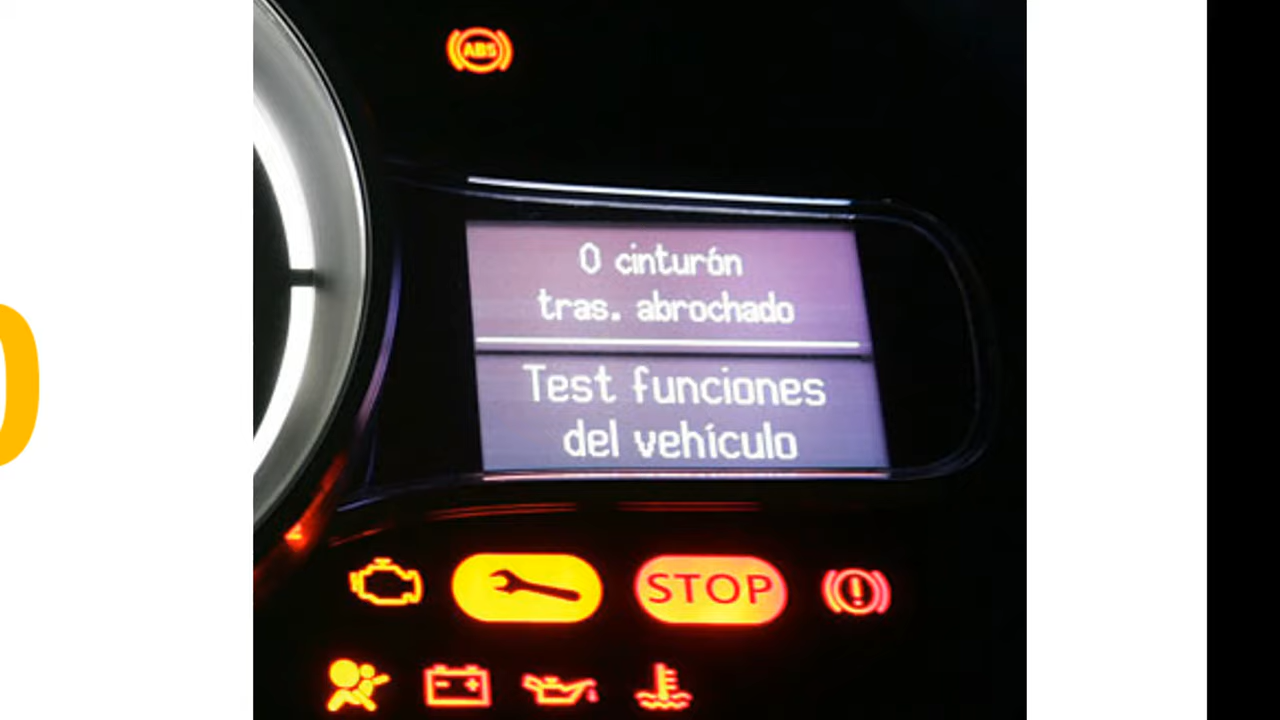 ABS
0 cinturón
tras. abrochado
Test funciones
del vehículo
STOP